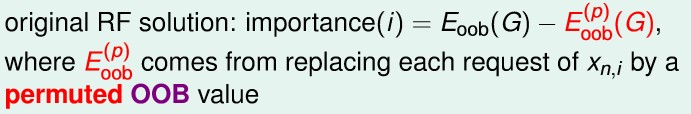 original RF solution: importance(i) = E_oob(G) − E_oob^(p)(G),
where E_oob^(p) comes from replacing each request of x_n,i by a
permuted OOB value